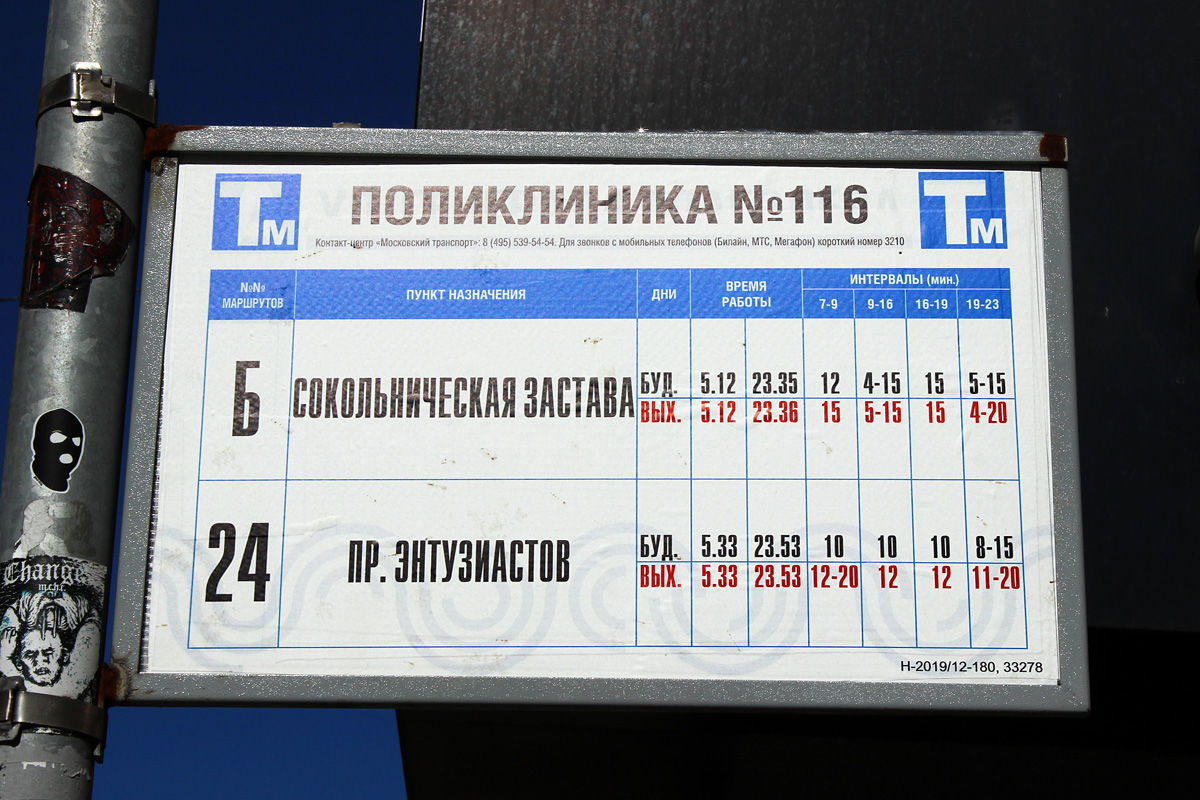 Тм ПОЛИКЛИНИКА №116 Тм
Контакт-центр «Московский транспорт»: 8 (495) 539-54-54. Для звонков с мобильных телефонов (Билайн, МТС, Мегафон) короткий номер 3210
№№ МАРШРУТОВ ПУНКТ НАЗНАЧЕНИЯ ДНИ ВРЕМЯ РАБОТЫ ИНТЕРВАЛЫ (мин.)
7-9 9-16 16-19 19-23
Б СОКОЛЬНИЧЕСКАЯ ЗАСТАВА БУД. 5.12 23.35 12 4-15 15 5-15
ВЫХ. 5.12 23.36 15 5-15 15 4-20
24 ПР. ЭНТУЗИАСТОВ БУД. 5.33 23.53 10 10 10 8-15
ВЫХ. 5.33 23.53 12-20 12 12 11-20
Н-2019/12-180, 33278
Change